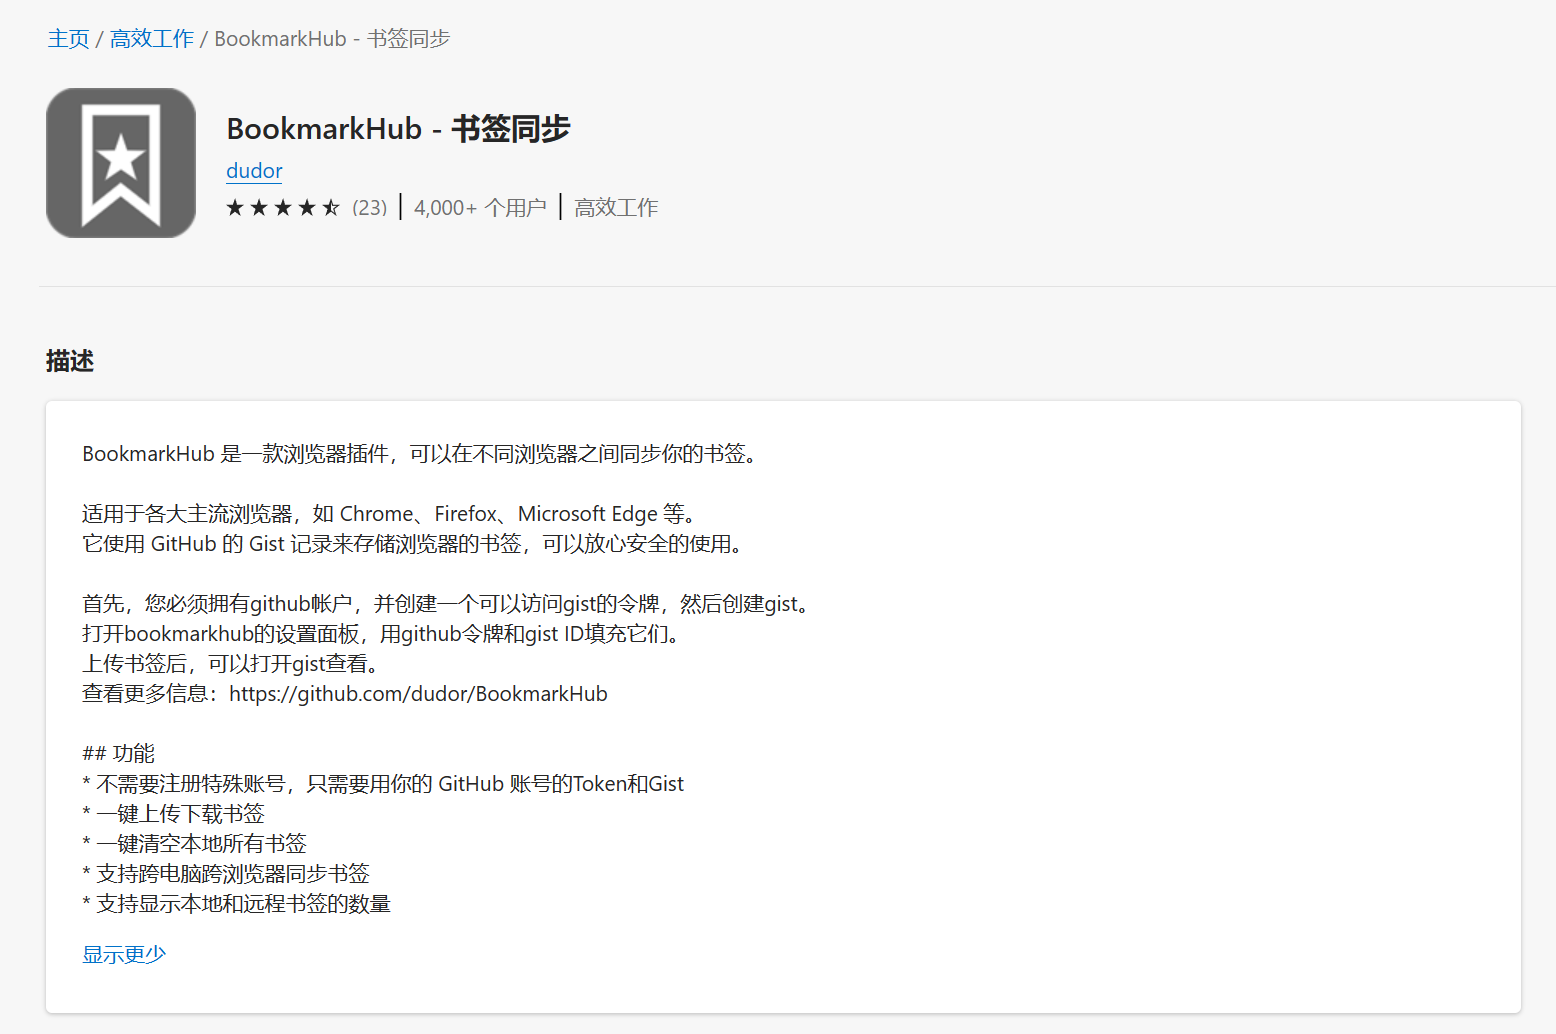 主页 / 高效工作 / BookmarkHub - 书签同步
BookmarkHub - 书签同步
dudor
(23) | 4,000+ 个用户 | 高效工作
描述
BookmarkHub 是一款浏览器插件，可以在不同浏览器之间同步你的书签。
适用于各大主流浏览器，如 Chrome、Firefox、Microsoft Edge 等。
它使用 GitHub 的 Gist 记录来存储浏览器的书签，可以放心安全的使用。
首先，您必须拥有github帐户，并创建一个可以访问gist的令牌，然后创建gist。
打开bookmarkhub的设置面板，用github令牌和gist ID填充它们。
上传书签后，可以打开gist查看。
查看更多信息：https://github.com/dudor/BookmarkHub
## 功能
* 不需要注册特殊账号，只需要用你的 GitHub 账号的Token和Gist
* 一键上传下载书签
* 一键清空本地所有书签
* 支持跨电脑跨浏览器同步书签
* 支持显示本地和远程书签的数量
显示更少